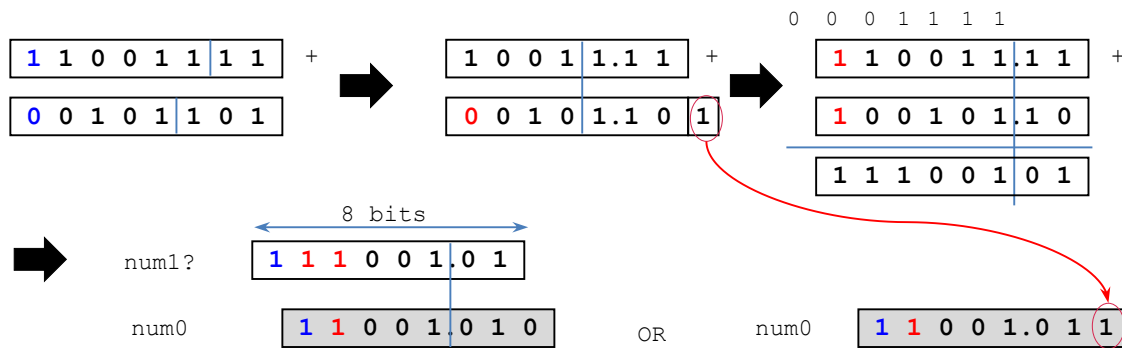 0 0 0 1 1 1 1
1 1 0 0 1 1 1 1 +
1 0 0 1 1.1 1 +
1 1 0 0 1 1.1 1 +
0 0 1 0 1 1 0 1
0 0 1 0 1.1 0 1
1 0 0 1 0 1.1 0
1 1 1 0 0 1 0 1
8 bits
num1? 1 1 1 0 0 1.0 1
num0 1 1 0 0 1.0 1 0 OR num0 1 1 0 0 1.0 1 1